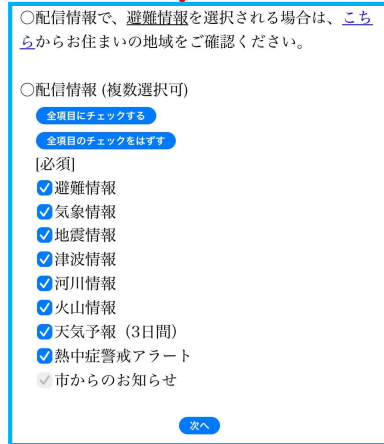 ○配信情報で、避難情報を選択される場合は、こち
らからお住まいの地域をご確認ください。
○配信情報 (複数選択可)
全項目にチェックする
全項目のチェックをはずす
[必須]
避難情報
気象情報
地震情報
津波情報
河川情報
火山情報
天気予報（3日間）
熱中症警戒アラート
市からのお知らせ
次へ